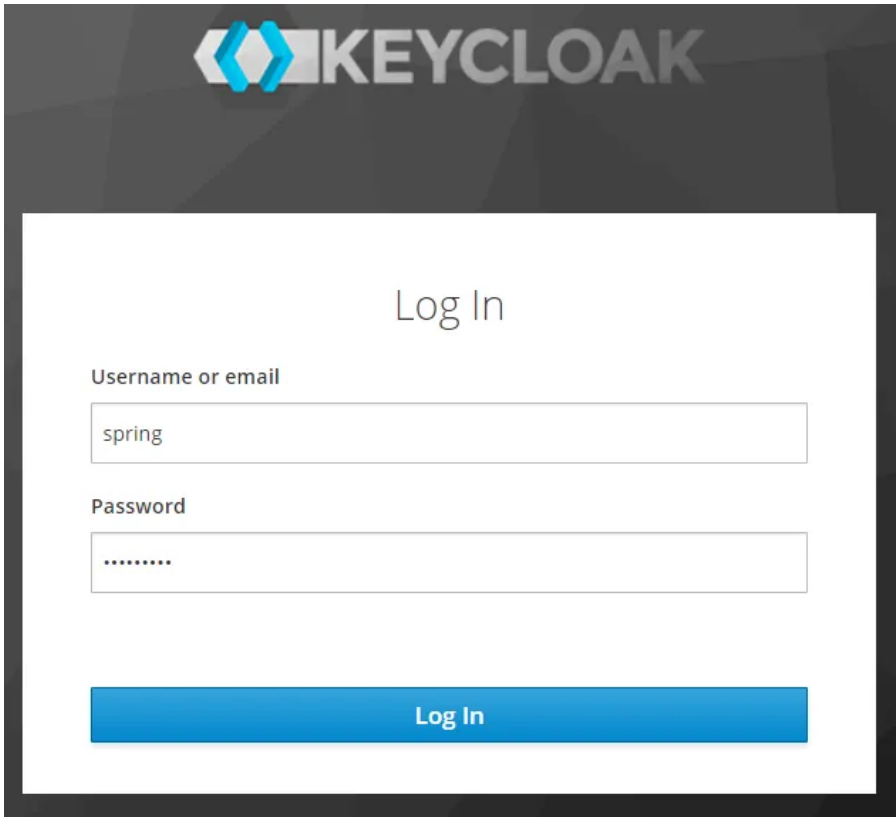 KEYCLOAK
Log In
Username or email
spring
Password
•••••••••
Log In